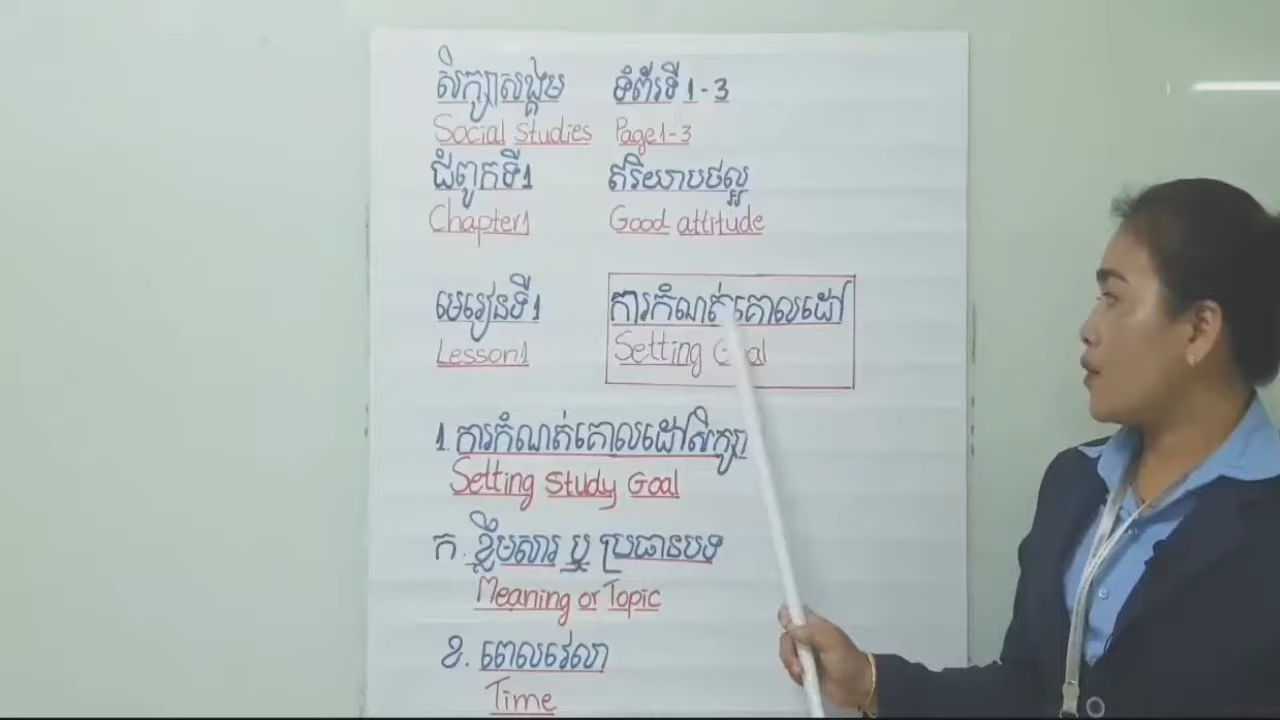 សិក្សាសង្គម ទំព័រទី 1-3
Social Studies Page 1-3
ជំពូកទី1 ឥរិយាបថល្អ
Chapter1 Good attitude
មេរៀនទី1 ការកំណត់គោលដៅ
Lesson1 Setting Goal
1. ការកំណត់គោលដៅសិក្សា
Setting Study Goal
ក. ខ្លឹមសារ ឬ ប្រធានបទ
Meaning or Topic
ខ. ពេលវេលា
Time